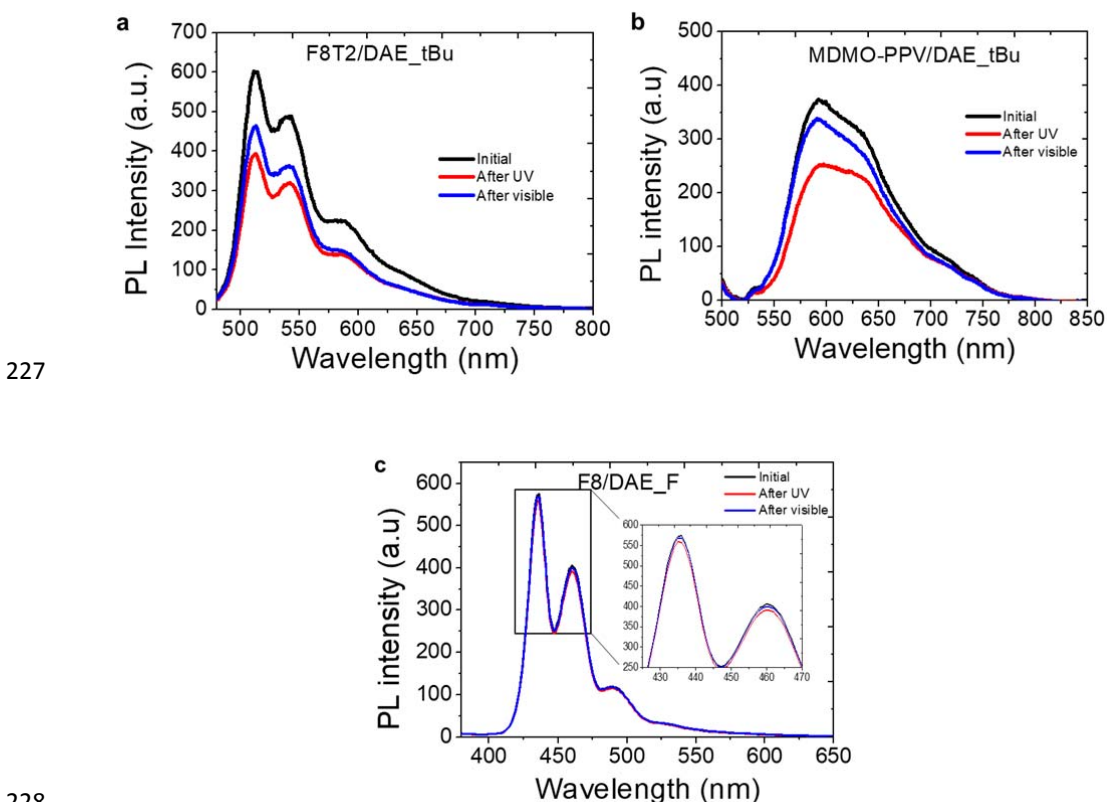 a
F8T2/DAE_tBu
700
600
500
400
300
200
100
0
PL Intensity (a.u.)
Initial
After UV
After visible
500 550 600 650 700 750 800
Wavelength (nm)
b
MDMO-PPV/DAE_tBu
500
400
300
200
100
0
PL intensity (a.u)
Initial
After UV
After visible
500 550 600 650 700 750 800 850
Wavelength (nm)
227
c
F8/DAE_F
600
500
400
300
200
100
0
PL intensity (a.u)
Initial
After UV
After visible
600
550
500
450
400
350
300
250
430 440 450 460 470
400 450 500 550 600 650
Wavelength (nm)
228